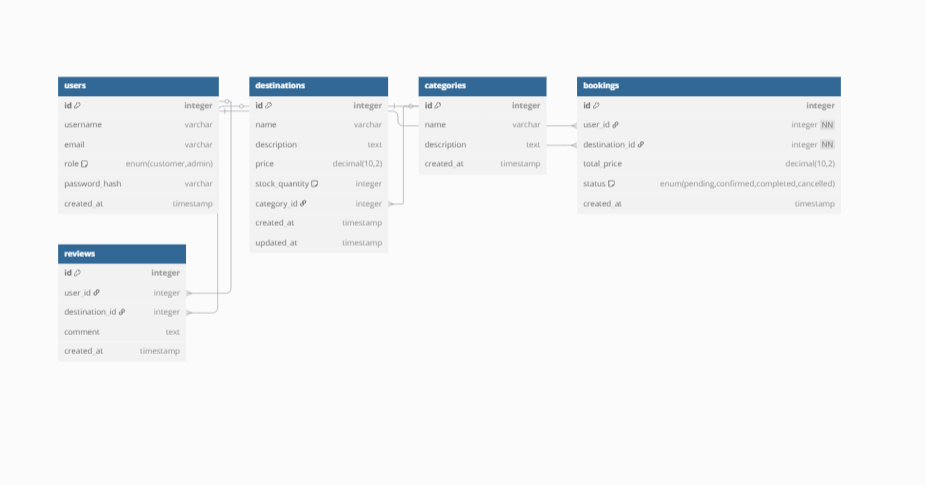 users
id integer
username varchar
email varchar
role enum(customer,admin)
password_hash varchar
created_at timestamp
destinations
id integer
name varchar
description text
price decimal(10,2)
stock_quantity integer
category_id integer
created_at timestamp
updated_at timestamp
categories
id integer
name varchar
description text
created_at timestamp
bookings
id integer
user_id integer NN
destination_id integer NN
total_price decimal(10,2)
status enum(pending,confirmed,completed,cancelled)
created_at timestamp
reviews
id integer
user_id integer
destination_id integer
comment text
created_at timestamp